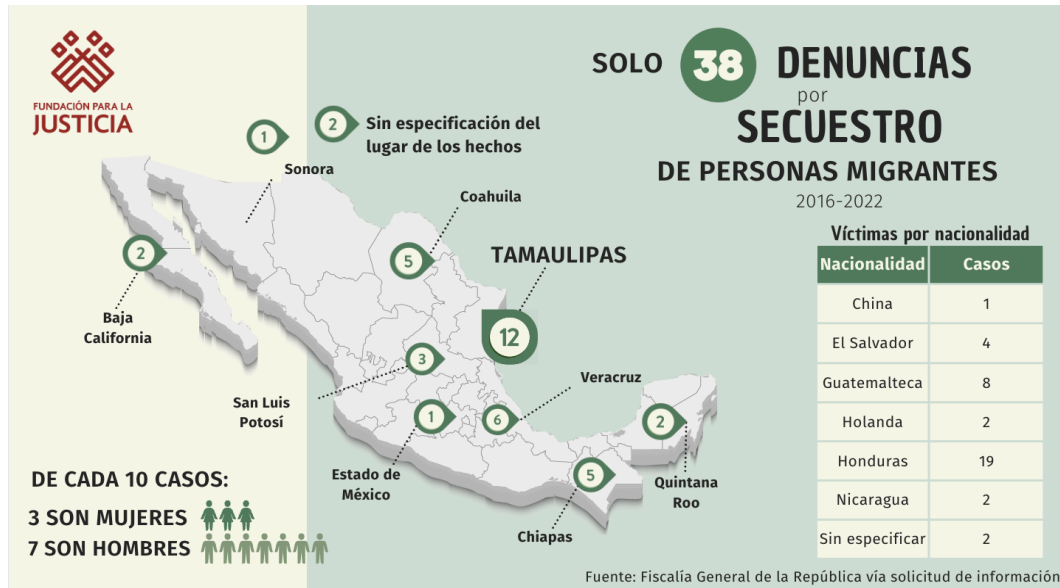 FUNDACIÓN PARA LA
JUSTICIA
SOLO 38 DENUNCIAS
por
SECUESTRO
DE PERSONAS MIGRANTES
2016-2022
1
Sonora
2
Sin especificación del
lugar de los hechos
Coahuila
5
TAMAULIPAS
12
2
Baja
California
3
San Luis
Potosí
1
Estado de
México
6
Veracruz
2
Quintana
Roo
5
Chiapas
Víctimas por nacionalidad
Nacionalidad Casos
China 1
El Salvador 4
Guatemalteca 8
Holanda 2
Honduras 19
Nicaragua 2
Sin especificar 2
DE CADA 10 CASOS:
3 SON MUJERES
7 SON HOMBRES
Fuente: Fiscalía General de la República vía solicitud de información